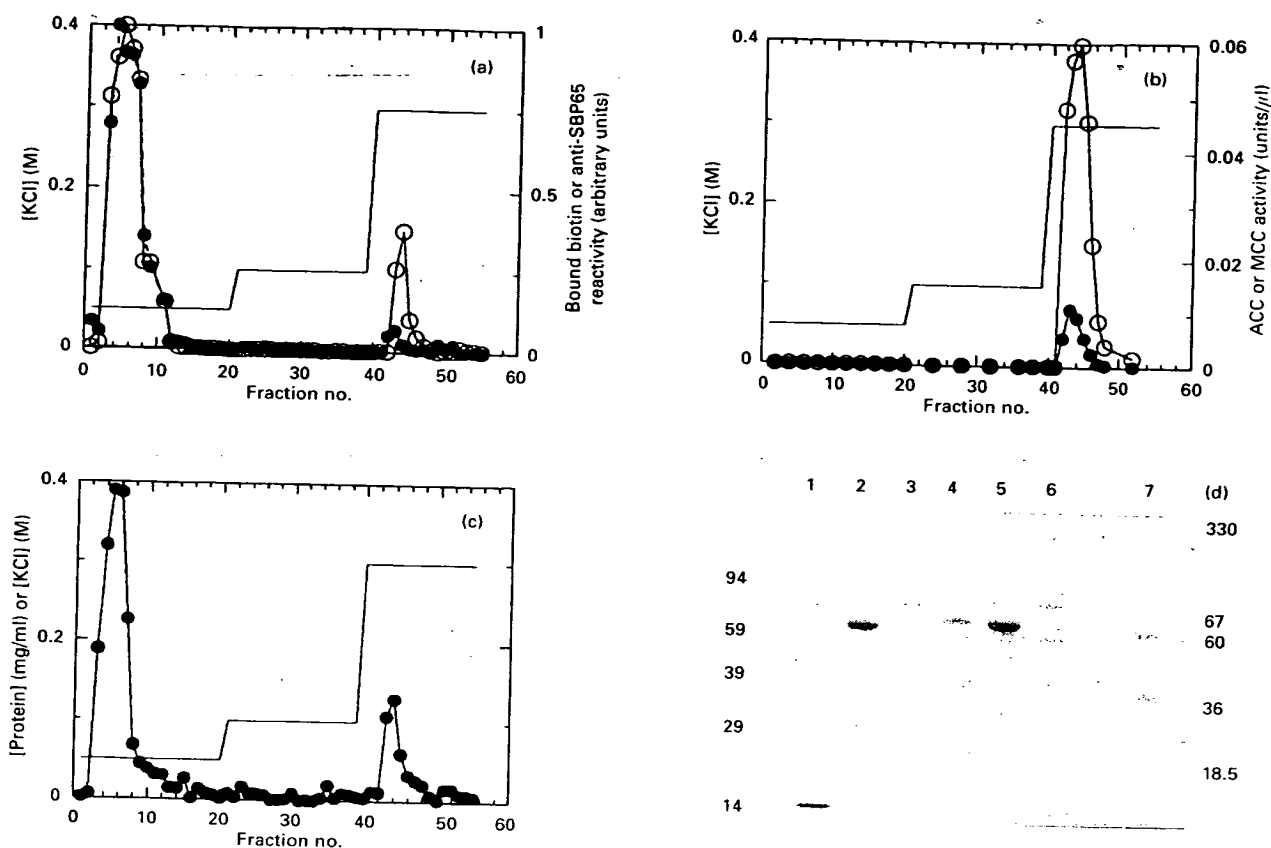 0.4
0.2
0
[KCl] (M)
1
0.5
0
Bound biotin or anti-SBP65
reactivity (arbitrary units)
(a)
0 10 20 30 40 50 60
Fraction no.
0.4
0.2
0
[KCl] (M)
0.06
0.04
0.02
0
ACC or MCC activity (units/μl)
(b)
0 10 20 30 40 50 60
Fraction no.
0.4
0.2
0
[Protein] (mg/ml) or [KCl] (M)
(c)
0 10 20 30 40 50 60
Fraction no.
1 2 3 4 5 6 7 (d)
94
59
39
29
14
330
67
60
36
18.5